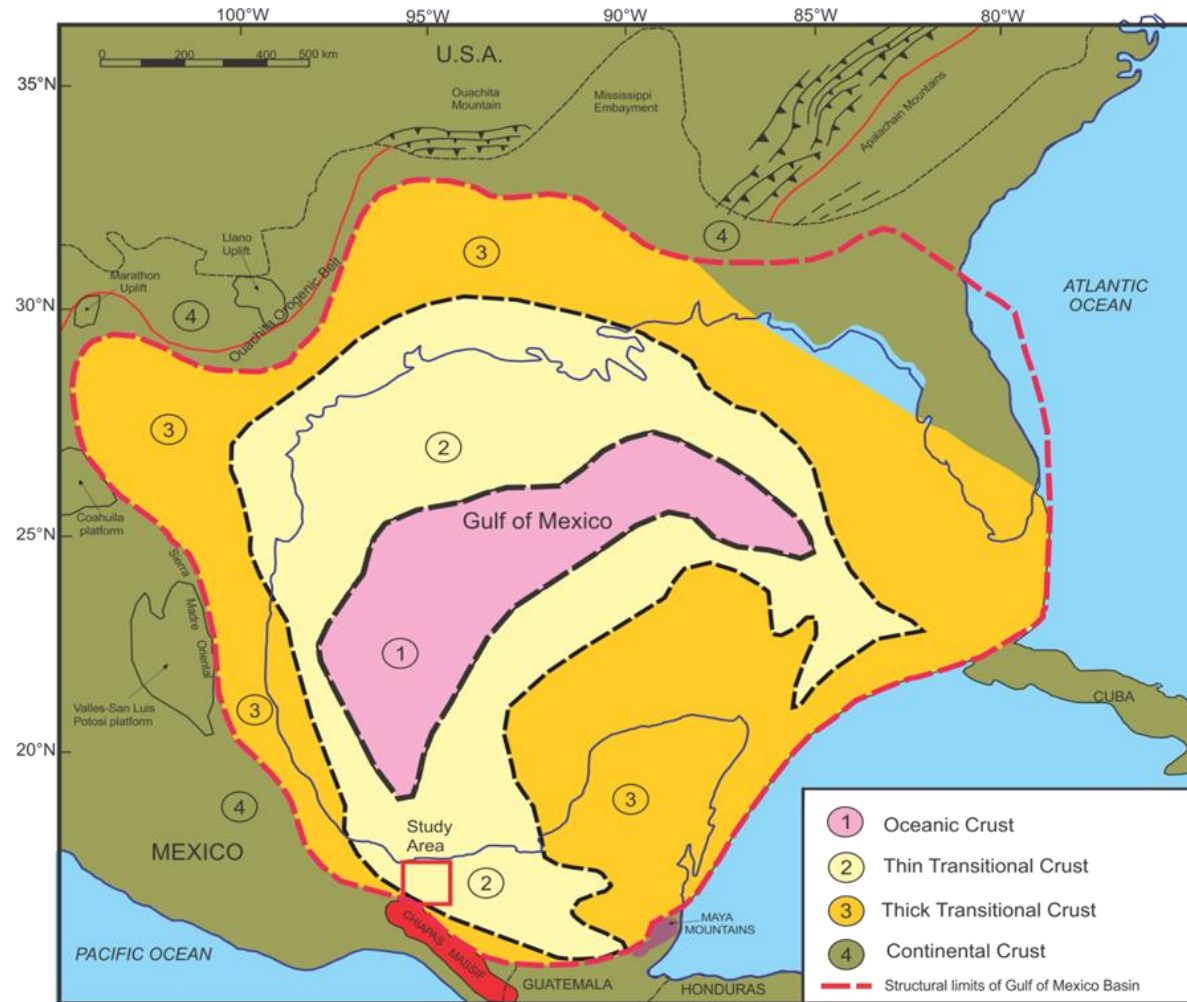 100°W
95°W
90°W
85°W
80°W
0
200
400
500 km
U.S.A.
35°N
Ouachita
Mountain
Mississippi
Embayment
Apalachain Mountains
4
Llano
Uplift
3
Marathon
Uplift
ATLANTIC
OCEAN
30°N
4
Ouachita Orogenic Belt
3
2
Coahuila
platform
25°N
Gulf of Mexico
Sierra
Madre
Oriental
1
Valles-San Luis
Potosi platform
3
CUBA
20°N
4
3
MEXICO
Study
Area
2
CHIAPAS
MASSIF
MAYA
MOUNTAINS
PACIFIC OCEAN
GUATEMALA
HONDURAS
1 Oceanic Crust
2 Thin Transitional Crust
3 Thick Transitional Crust
4 Continental Crust
Structural limits of Gulf of Mexico Basin